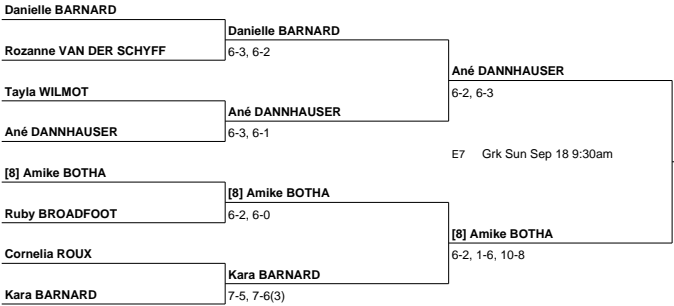 Danielle BARNARD
Danielle BARNARD
Rozanne VAN DER SCHYFF
6-3, 6-2
Ané DANNHAUSER
Tayla WILMOT
6-2, 6-3
Ané DANNHAUSER
Ané DANNHAUSER
6-3, 6-1
E7 Grk Sun Sep 18 9:30am
[8] Amike BOTHA
[8] Amike BOTHA
Ruby BROADFOOT
6-2, 6-0
[8] Amike BOTHA
Cornelia ROUX
6-2, 1-6, 10-8
Kara BARNARD
Kara BARNARD
7-5, 7-6(3)